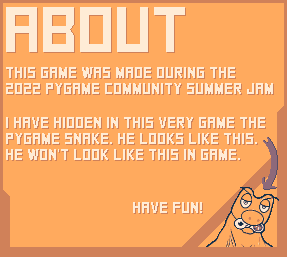 ABOUT
THIS GAME WAS MADE DURING THE
2022 PYGAME COMMUNITY SUMMER JAM
I HAVE HIDDEN IN THIS VERY GAME THE
PYGAME SNAKE. HE LOOKS LIKE THIS.
HE WON'T LOOK LIKE THIS IN GAME.
HAVE FUN!